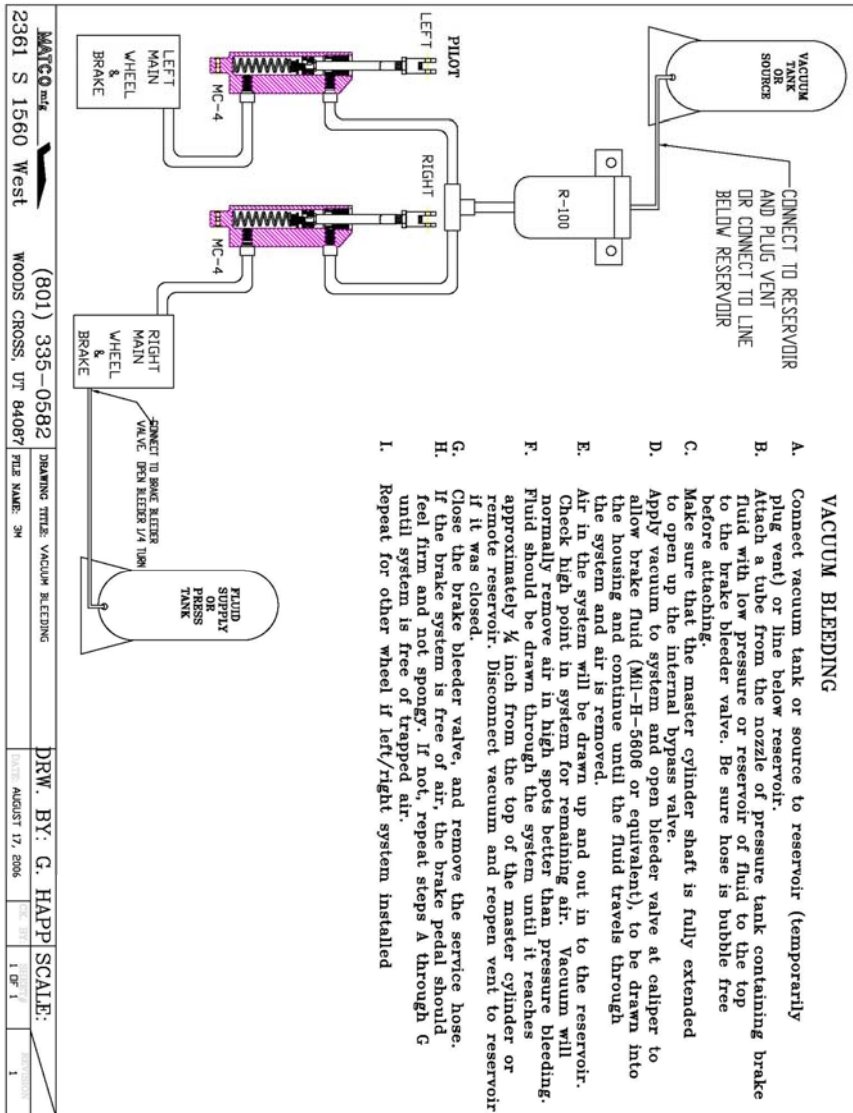 VACUUM BLEEDING
A. Connect vacuum tank or source to reservoir (temporarily
plug vent) or line below reservoir.
B. Attach a tube from the nozzle of pressure tank containing brake
fluid with low pressure or reservoir of fluid to the top
to the brake bleeder valve. Be sure hose is bubble free
before attaching.
C. Make sure that the master cylinder shaft is fully extended
to open up the internal bypass valve.
D. Apply vacuum to system and open bleeder valve at caliper to
allow brake fluid (Mil-H-5606 or equivalent), to be drawn into
the housing and continue until the fluid travels through
the system and air is removed.
E. Air in the system will be drawn up and out in to the reservoir.
Check high point in system for remaining air. Vacuum will
normally remove air in high spots better than pressure bleeding.
F. Fluid should be drawn through the system until it reaches
approximately ¼ inch from the top of the master cylinder or
remote reservoir. Disconnect vacuum and reopen vent to reservoir
if it was closed.
G. Close the brake bleeder valve, and remove the service hose.
H. If the brake system is free of air, the brake pedal should
feel firm and not spongy. If not, repeat steps A through G
until system is free of trapped air.
I. Repeat for other wheel if left/right system installed
VACUUM
TANK
OR
SOURCE
CONNECT TO RESERVOIR
AND PLUG VENT
OR CONNECT TO LINE
BELOW RESERVOIR
R-100
PILOT
LEFT
RIGHT
MC-4
MC-4
LEFT
MAIN
WHEEL
&
BRAKE
RIGHT
MAIN
WHEEL
&
BRAKE
CONNECT TO BRAKE BLEEDER
VALVE. OPEN BLEEDER 1/4 TURN
FLUID
SUPPLY
OR
PRESS
TANK
MATCO mfg
2361 S 1560 West
(801) 335-0582
WOODS CROSS, UT 84087
DRAWING TITLE: VACUUM BLEEDING
FILE NAME: 3M
DRW. BY: G. HAPP
SCALE:
DATE: AUGUST 17, 2006
CK. BY:
SHEETS
1 OF 1
REVISION
1